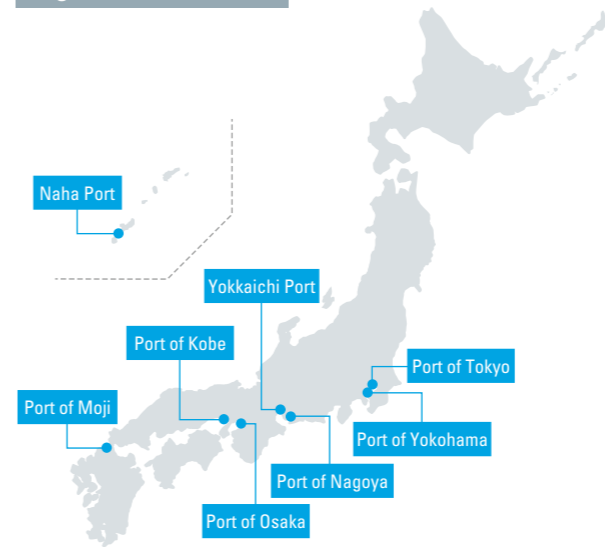 Naha Port
Yokkaichi Port
Port of Kobe
Port of Tokyo
Port of Moji
Port of Yokohama
Port of Nagoya
Port of Osaka